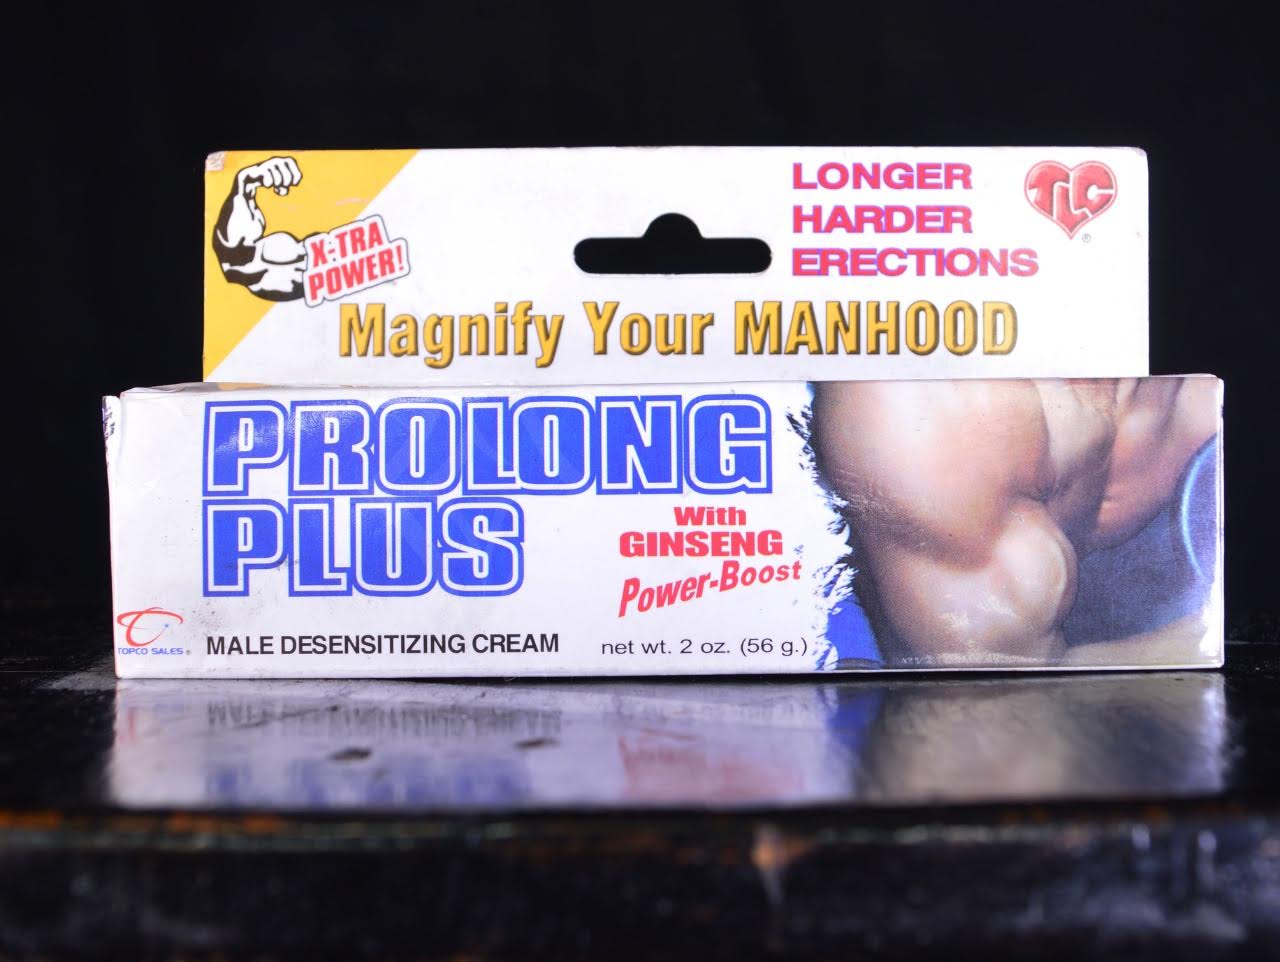 X-TRA
POWER!
LONGER
HARDER
ERECTIONS
TLC
®
Magnify Your MANHOOD
PROLONG
PLUS
With
GINSENG
Power-Boost
TOPCO SALES®
MALE DESENSITIZING CREAM
net wt. 2 oz. (56 g.)